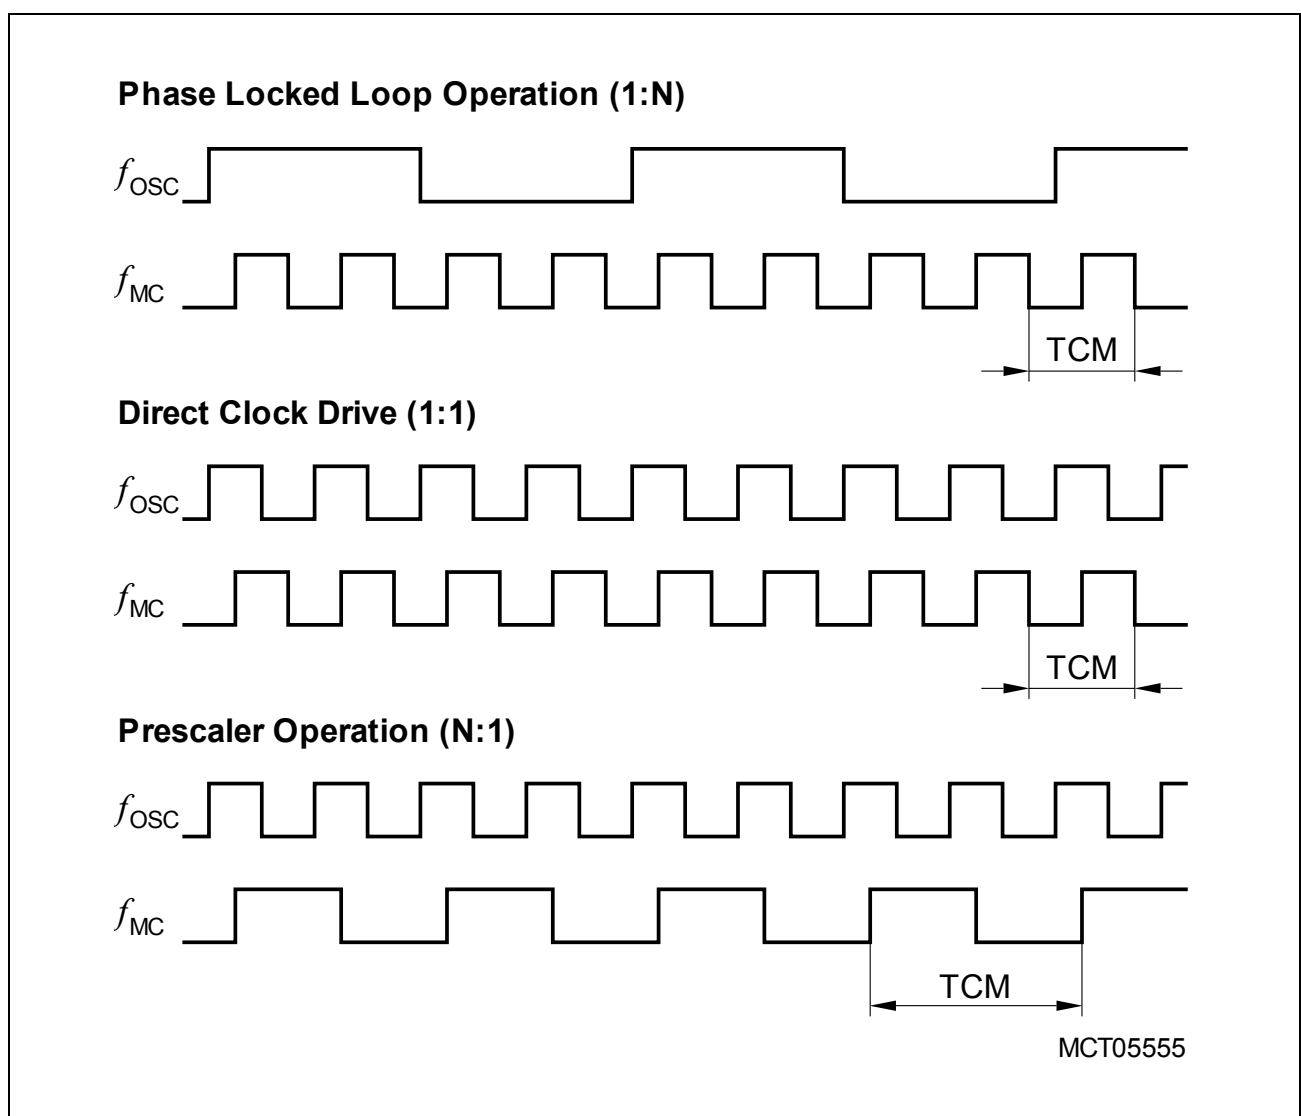 Phase Locked Loop Operation (1:N)
fOSC
fMC
TCM
Direct Clock Drive (1:1)
fOSC
fMC
TCM
Prescaler Operation (N:1)
fOSC
fMC
TCM
MCT05555